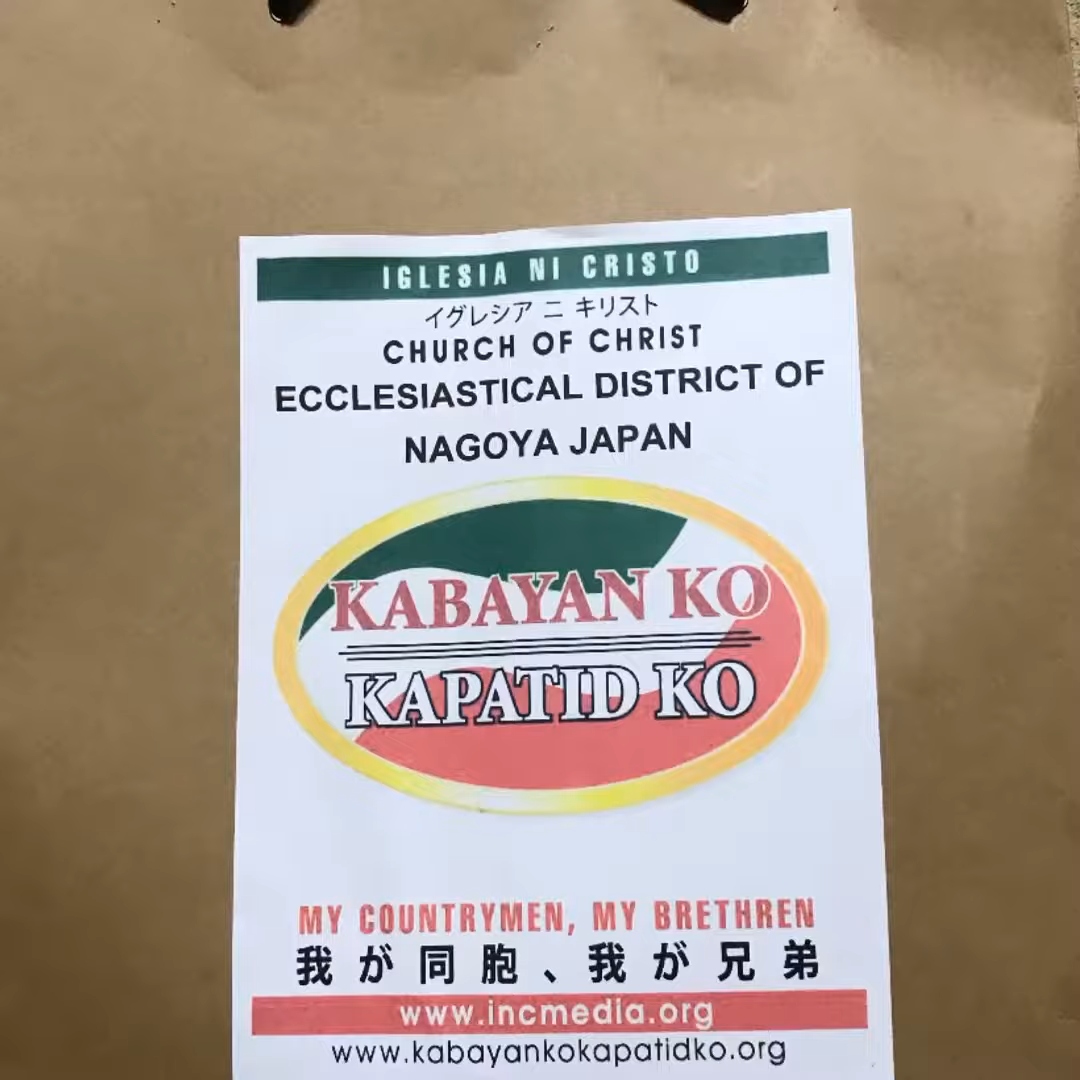 IGLESIA NI CRISTO
イグレシア ニ キリスト
CHURCH OF CHRIST
ECCLESIASTICAL DISTRICT OF
NAGOYA JAPAN
KABAYAN KO
KAPATID KO
MY COUNTRYMEN, MY BRETHREN
我が同胞、我が兄弟
www.incmedia.org
www.kabayankokapatidko.org